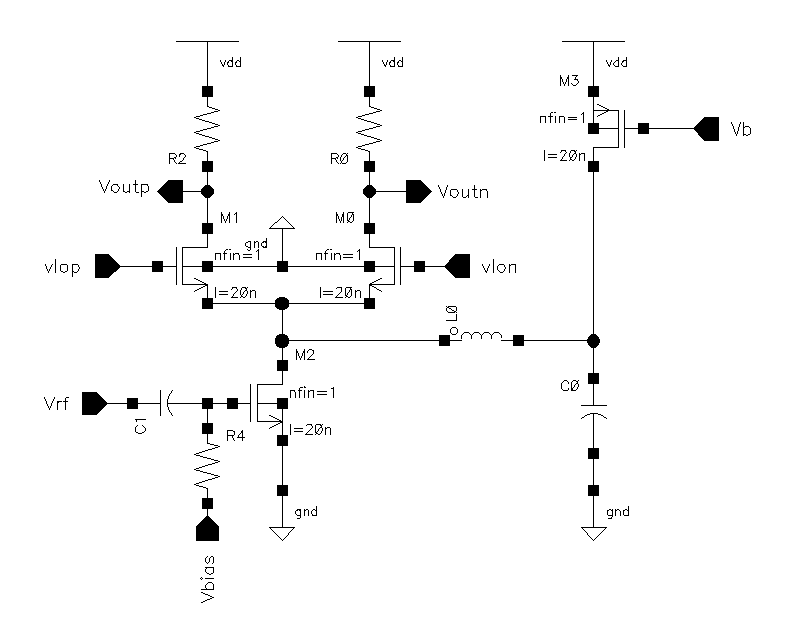 vdd
vdd
vdd
M3
nfin=1
Vb
l=20n
R2
R0
Voutp
Voutn
M1
M0
gnd
nfin=1
nfin=1
vlop
vlon
l=20n
l=20n
L0
M2
nfin=1
C0
Vrf
C1
R4
l=20n
gnd
gnd
Vbias